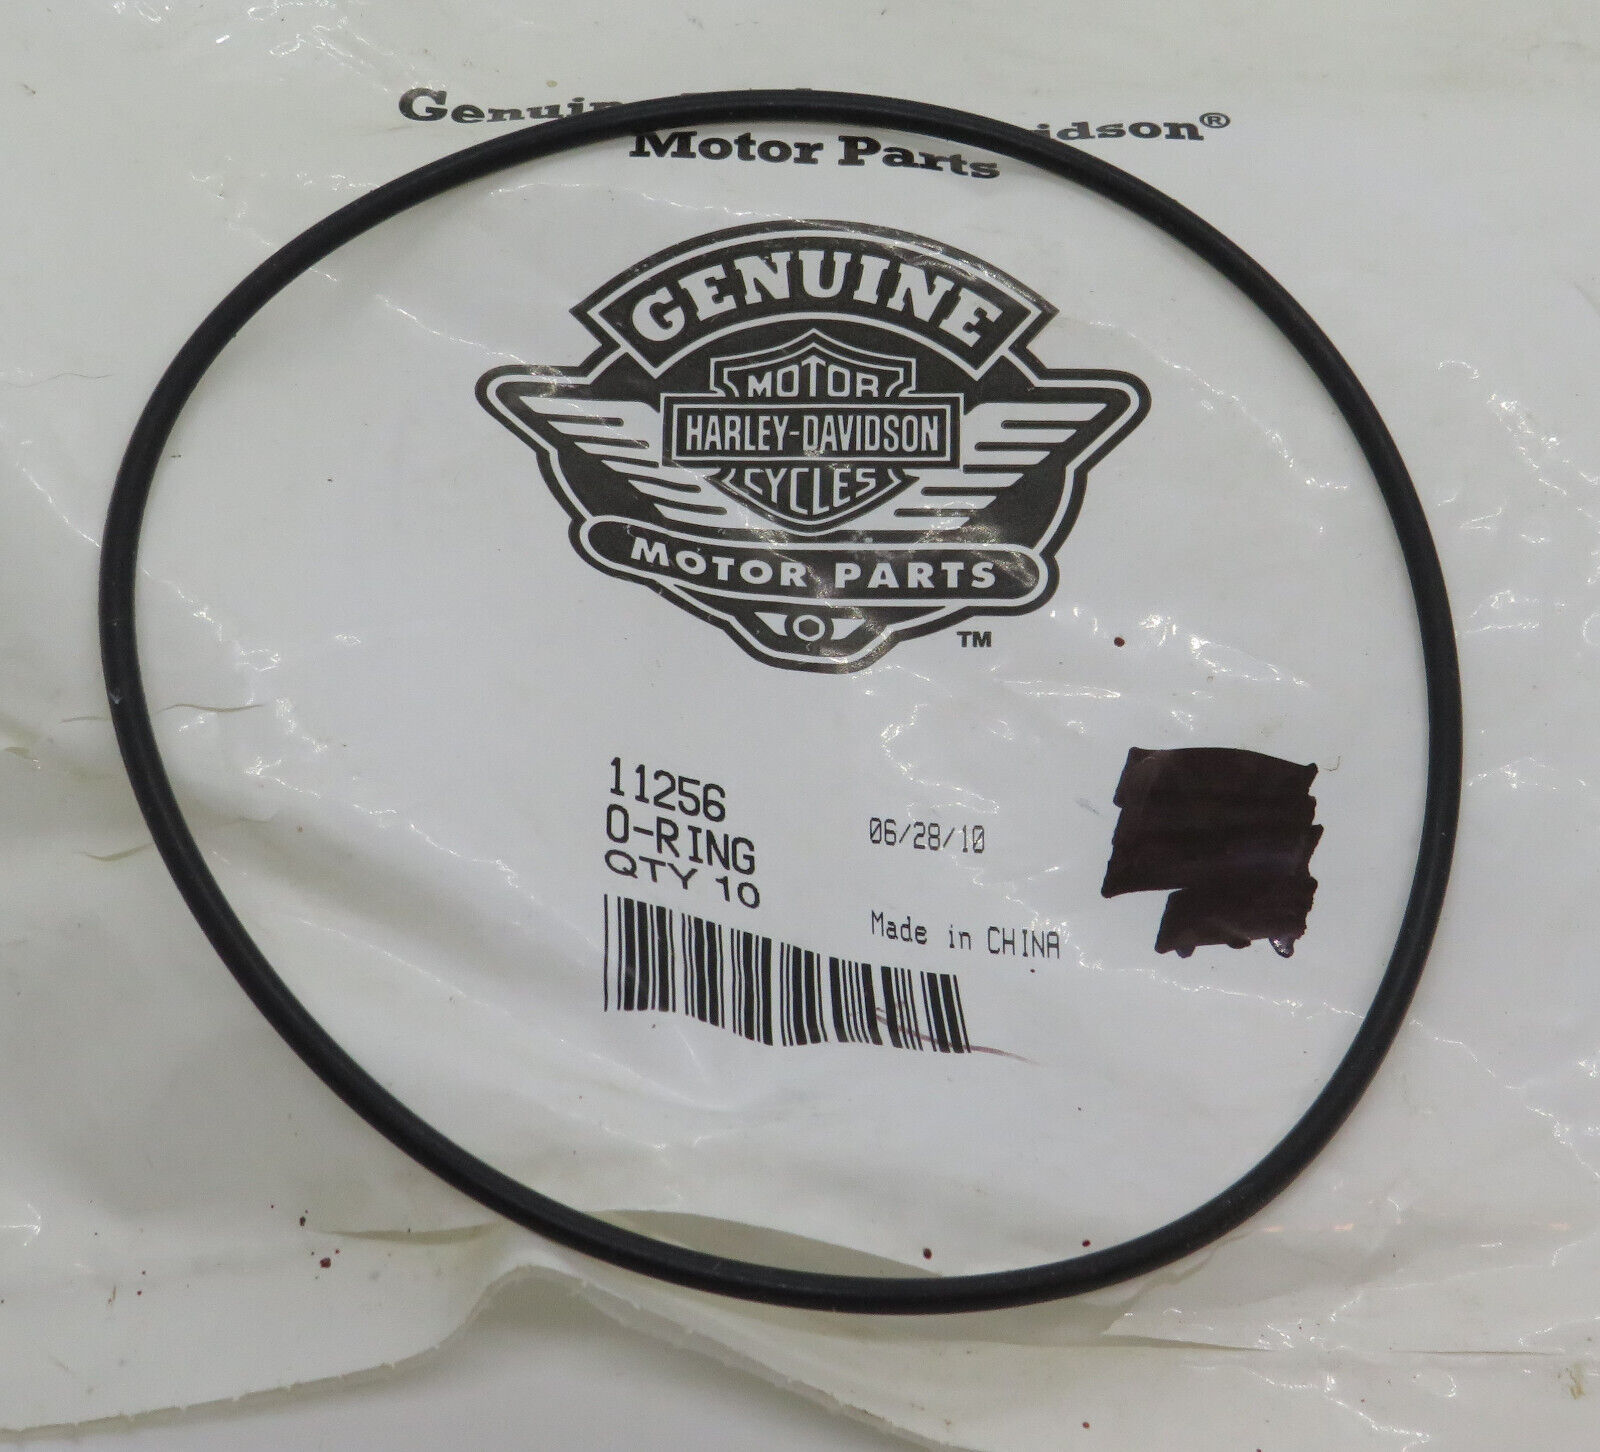 Genuin idson®
Motor Parts
GENUINE
MOTOR
HARLEY-DAVIDSON
CYCLES
MOTOR PARTS
TM
11256
O-RING
QTY 10
06/28/10
Made in CHINA